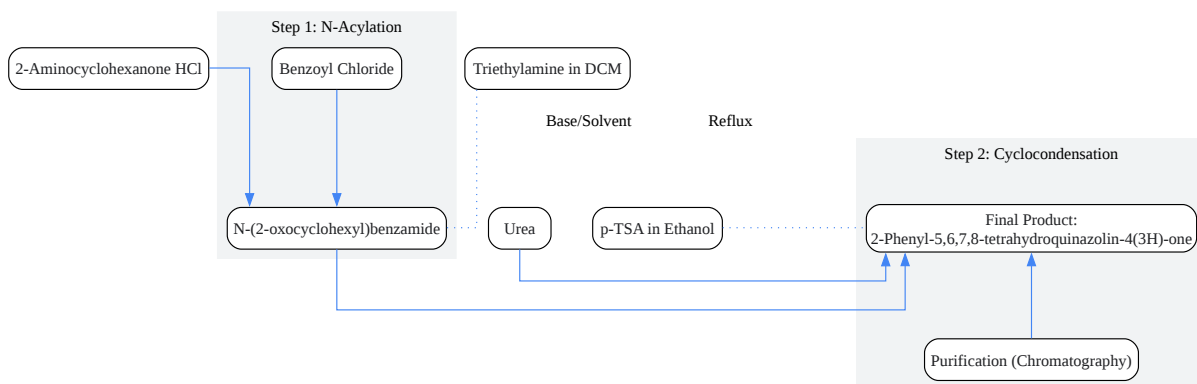 Step 1: N-Acylation
2-Aminocyclohexanone HCl
Benzoyl Chloride
Triethylamine in DCM
Base/Solvent
Reflux
Step 2: Cyclocondensation
N-(2-oxocyclohexyl)benzamide
Urea
p-TSA in Ethanol
Final Product:
2-Phenyl-5,6,7,8-tetrahydroquinazolin-4(3H)-one
Purification (Chromatography)